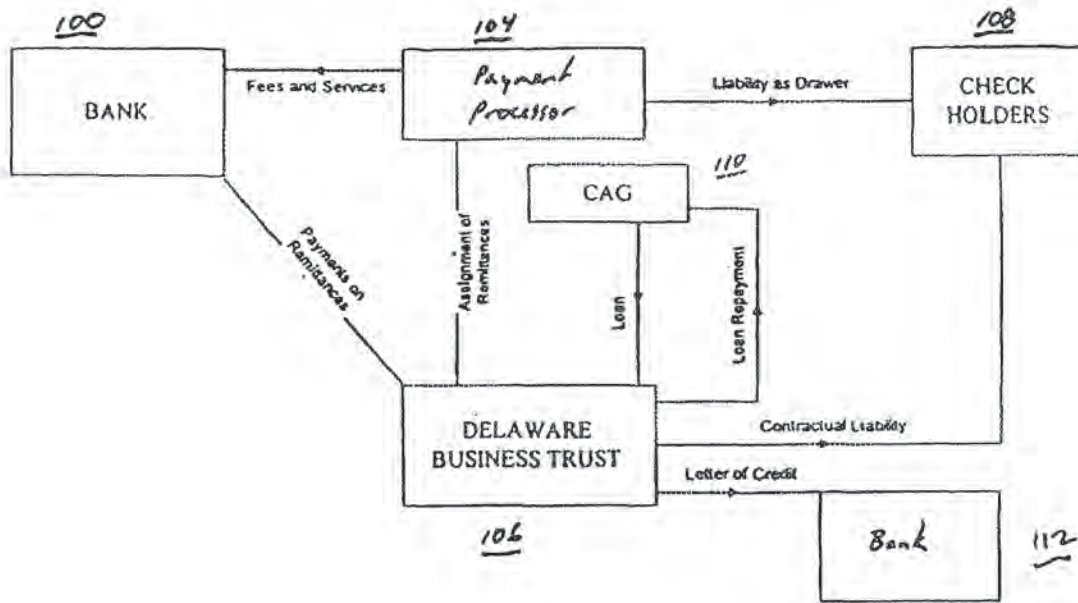 100
104
108
BANK
Fees and Services
Payment
Processor
Liability as Drawer
CHECK
HOLDERS
110
CAG
Payments on
Remittances
Assignment of
Remittances
Loan
Loan Repayment
DELAWARE
BUSINESS TRUST
Contractual Liability
Letter of Credit
106
Bank
112